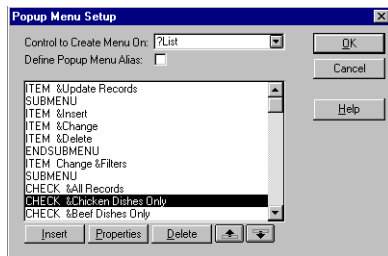 Popup Menu Setup
Control to Create Menu On: ?List
Define Popup Menu Alias:
OK
Cancel
Help
ITEM &Update Records
SUBMENU
ITEM &Insert
ITEM &Change
ITEM &Delete
ENDSUBMENU
ITEM Change &Filters
SUBMENU
CHECK &All Records
CHECK &Chicken Dishes Only
CHECK &Beef Dishes Only
Insert Properties Delete